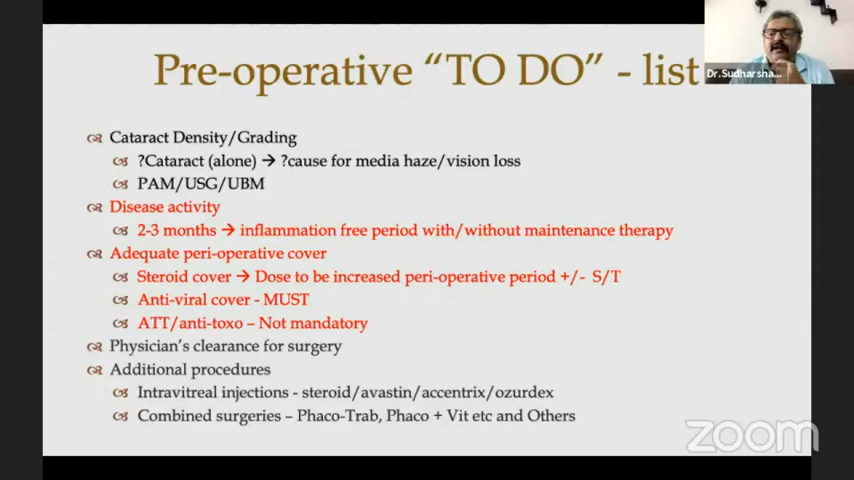 Pre-operative “TO DO” - list
Dr.Sudharsha...
Cataract Density/Grading
?Cataract (alone) → ?cause for media haze/vision loss
PAM/USG/UBM
Disease activity
2-3 months → inflammation free period with/without maintenance therapy
Adequate peri-operative cover
Steroid cover → Dose to be increased peri-operative period +/- S/T
Anti-viral cover - MUST
ATT/anti-toxo – Not mandatory
Physician’s clearance for surgery
Additional procedures
Intravitreal injections - steroid/avastin/accentrix/ozurdex
Combined surgeries – Phaco-Trab, Phaco + Vit etc and Others
zoom